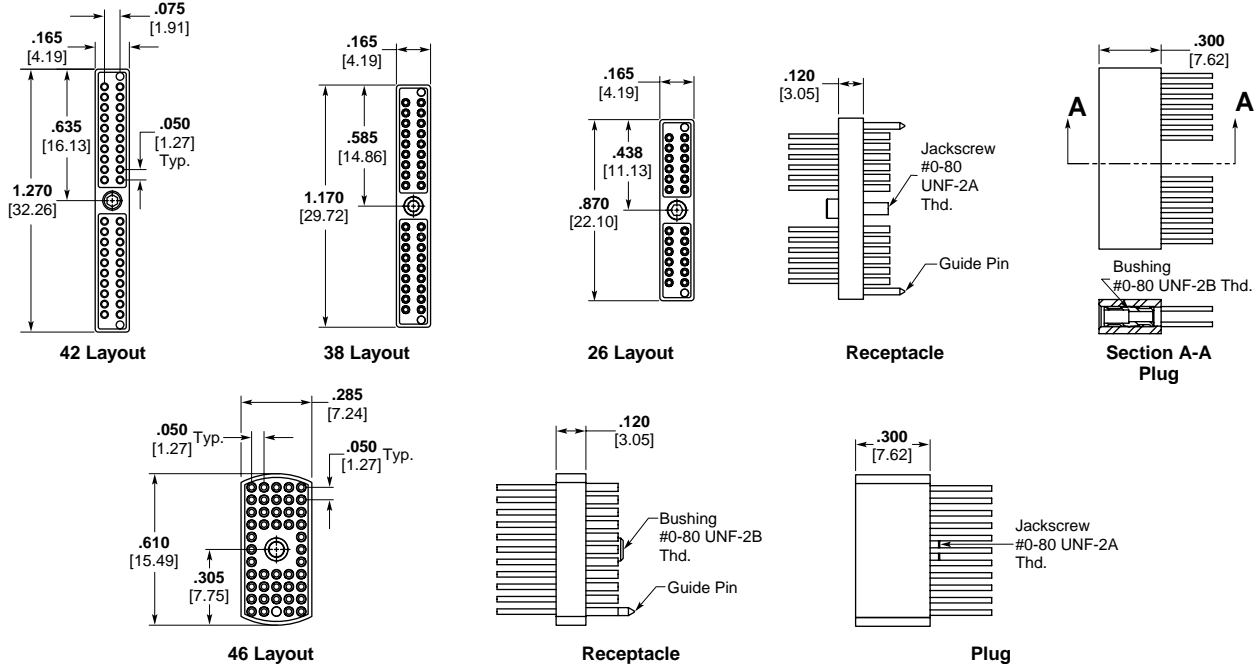 .075
[1.91]
.165
[4.19]
.635
[16.13]
.050
[1.27]
Typ.
1.270
[32.26]
42 Layout
.165
[4.19]
.585
[14.86]
1.170
[29.72]
38 Layout
.165
[4.19]
.438
[11.13]
.870
[22.10]
26 Layout
.120
[3.05]
Jackscrew
#0-80
UNF-2A
Thd.
Guide Pin
Receptacle
.300
[7.62]
A
A
Bushing
#0-80 UNF-2B Thd.
Section A-A
Plug
.285
[7.24]
.050 Typ.
[1.27]
.050 Typ.
[1.27]
.610
[15.49]
.305
[7.75]
46 Layout
.120
[3.05]
Bushing
#0-80 UNF-2B
Thd.
Guide Pin
Receptacle
.300
[7.62]
Jackscrew
#0-80 UNF-2A
Thd.
Plug